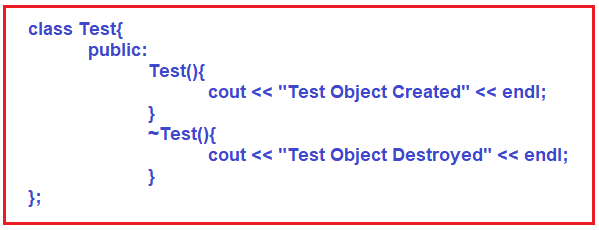 class Test{
public:
Test(){
cout << "Test Object Created" << endl;
}
~Test(){
cout << "Test Object Destroyed" << endl;
}
};